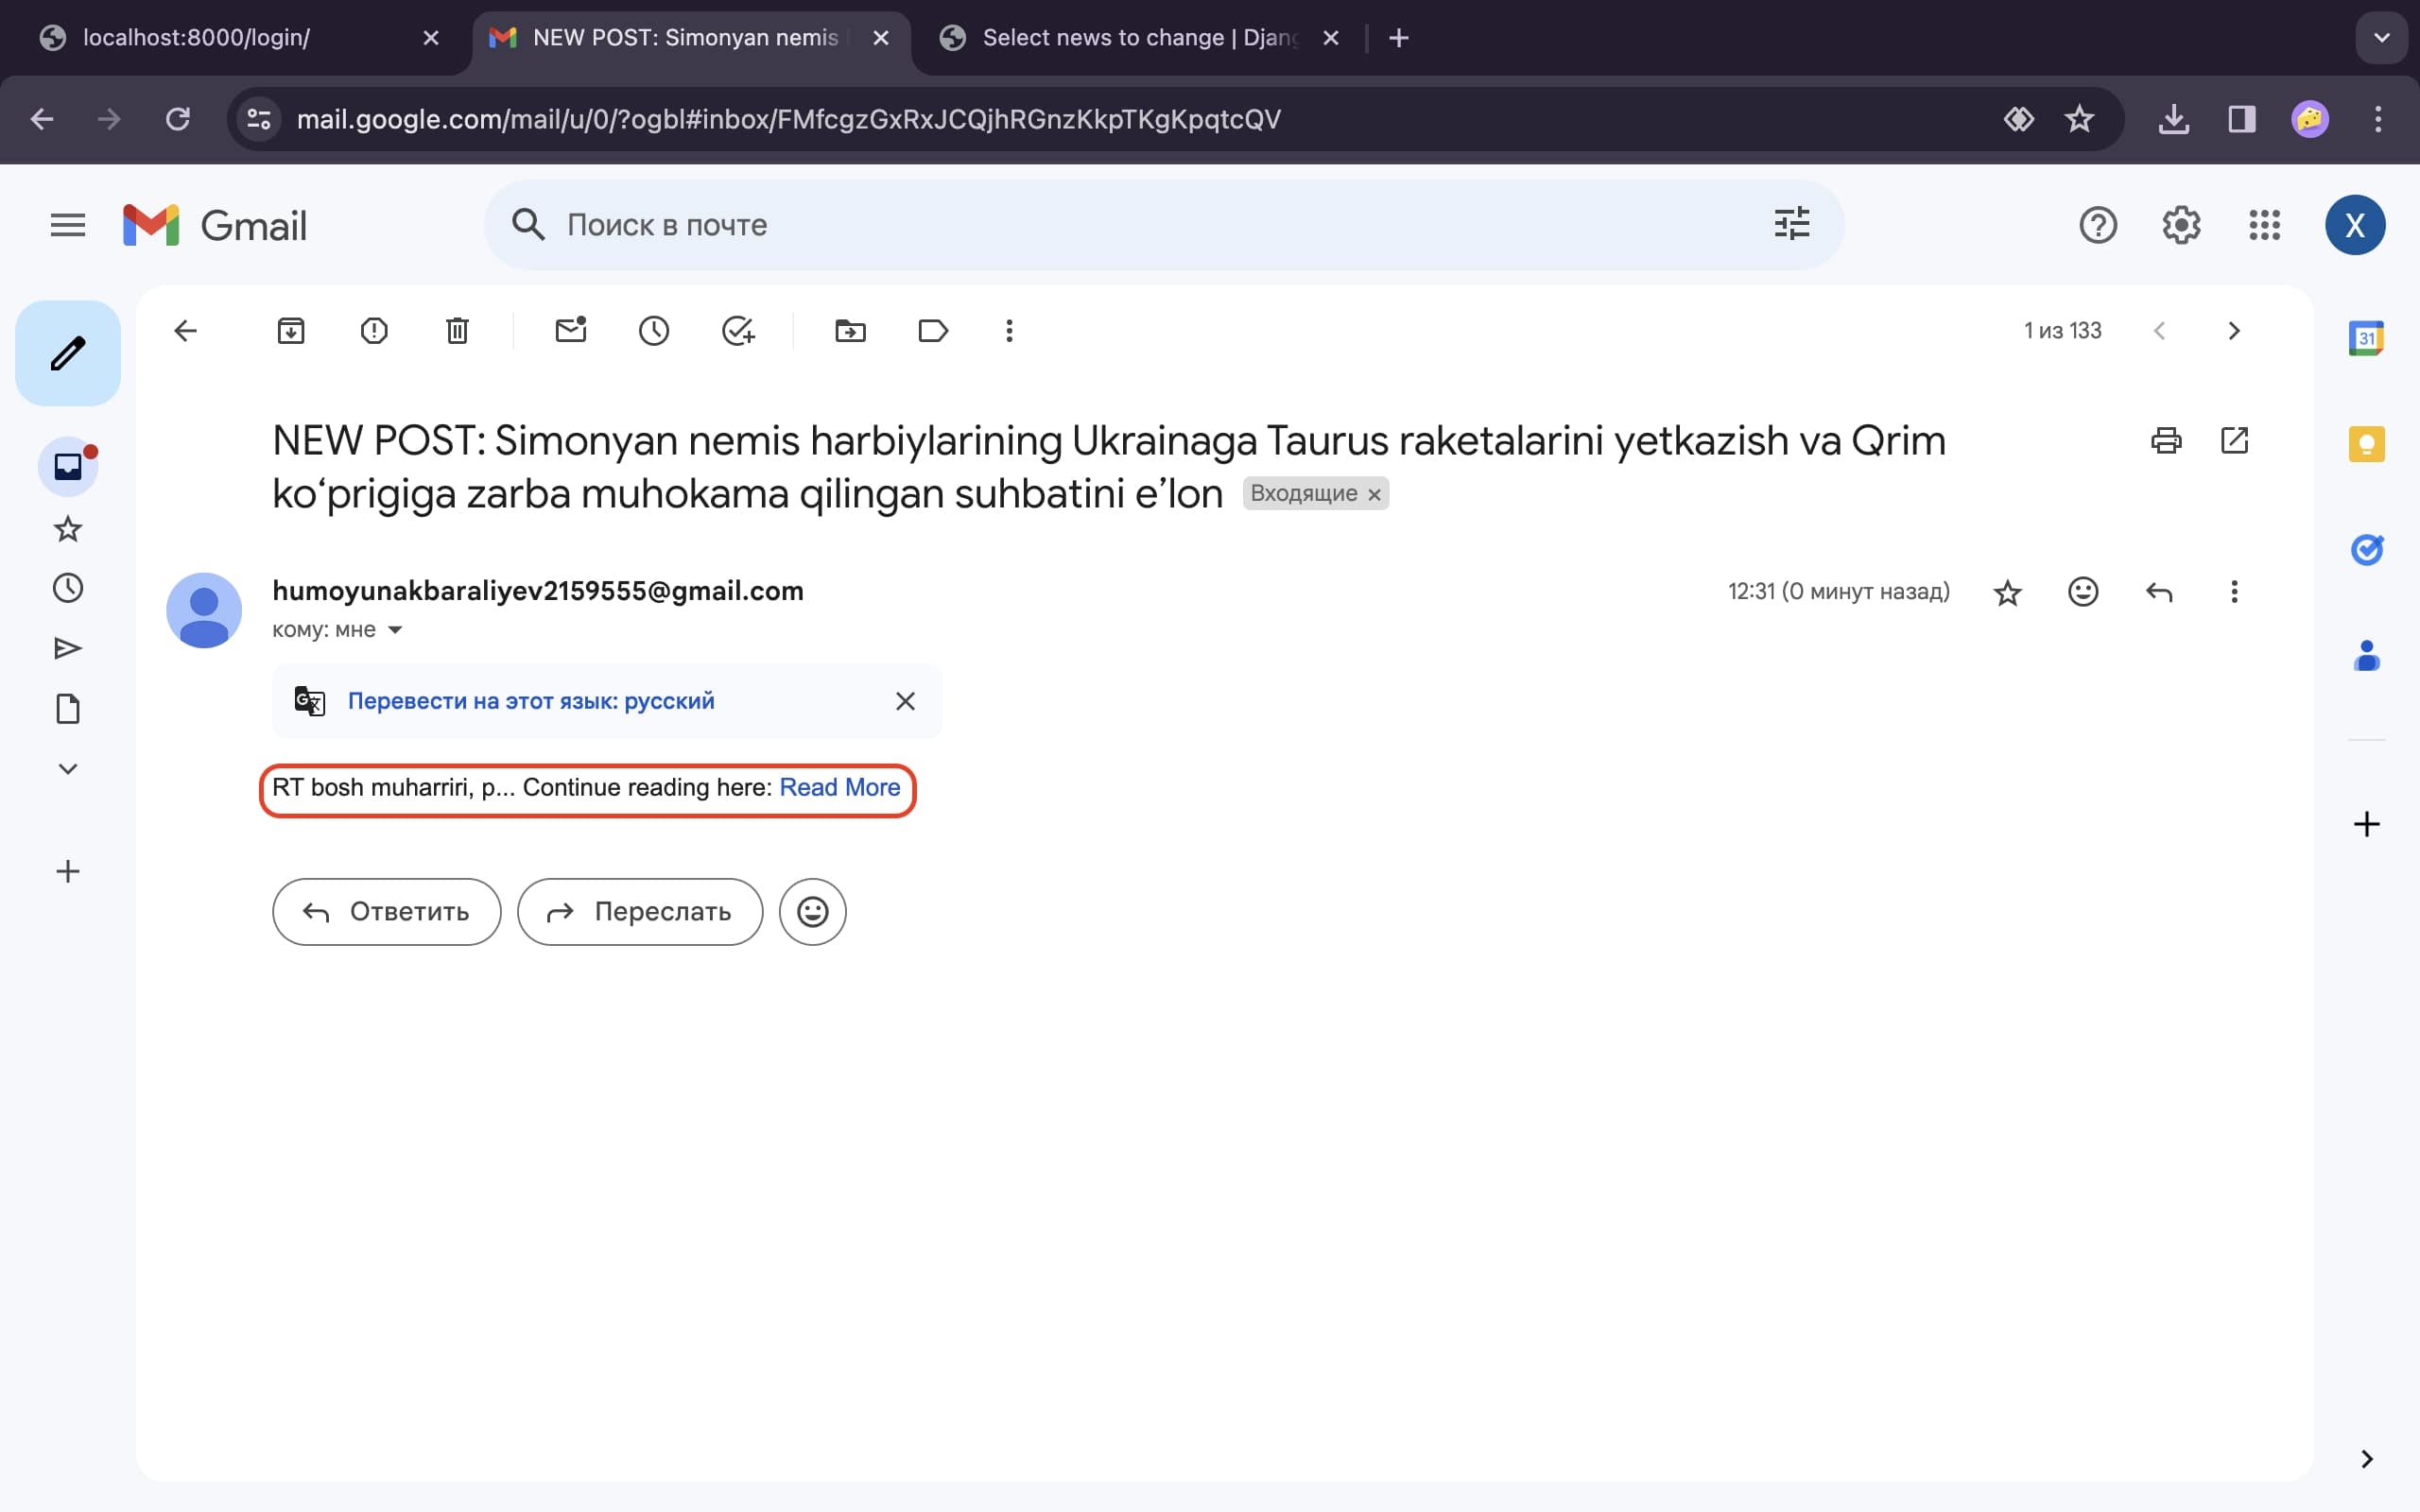 localhost:8000/login/
NEW POST: Simonyan nemis
Select news to change | Djang
mail.google.com/mail/u/0/?ogbl#inbox/FMfcgzGxRxJCQjhRGnzKkpTKgKpqtcQV
Gmail
Поиск в почте
X
1 из 133
31
NEW POST: Simonyan nemis harbiylarining Ukrainaga Taurus raketalarini yetkazish va Qrim
koʻprigiga zarba muhokama qilingan suhbatini e’lon Входящие
humoyunakbaraliyev2159555@gmail.com
12:31 (0 минут назад)
кому: мне
Перевести на этот язык: русский
RT bosh muharriri, p... Continue reading here: Read More
Ответить
Переслать